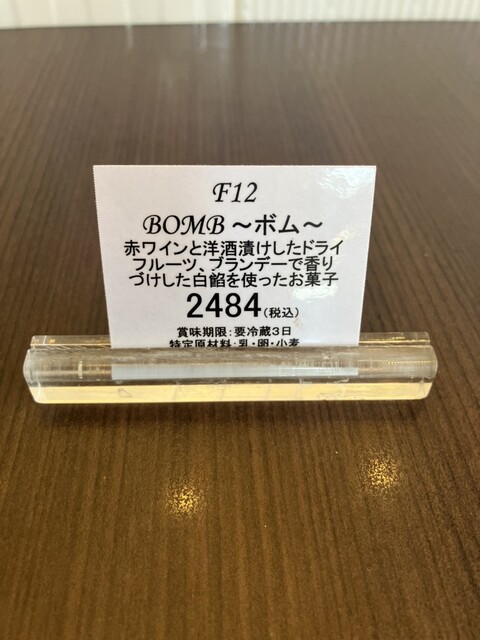 F12
BOMB ～ボム～
赤ワインと洋酒漬けしたドライ
フルーツ、ブランデーで香り
づけした白餡を使ったお菓子
2484(税込)
賞味期限:要冷蔵3日
特定原材料:乳・卵・小麦